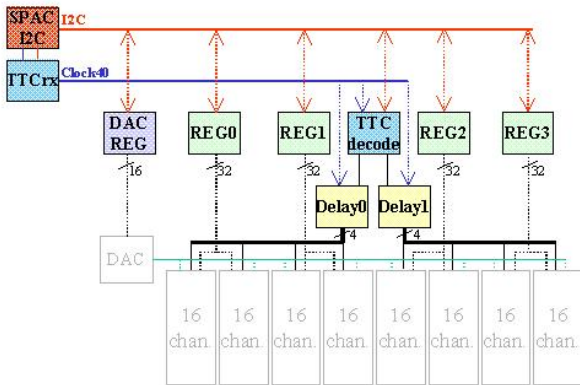 SPAC
I2C
I2C
TTCrx
Clock40
DAC
REG
REG0
REG1
TTC
decode
REG2
REG3
16
32
32
32
32
Delay0
Delay1
4
4
DAC
16
chan.
16
chan.
16
chan.
16
chan.
16
chan.
16
chan.
16
chan.
16
chan.